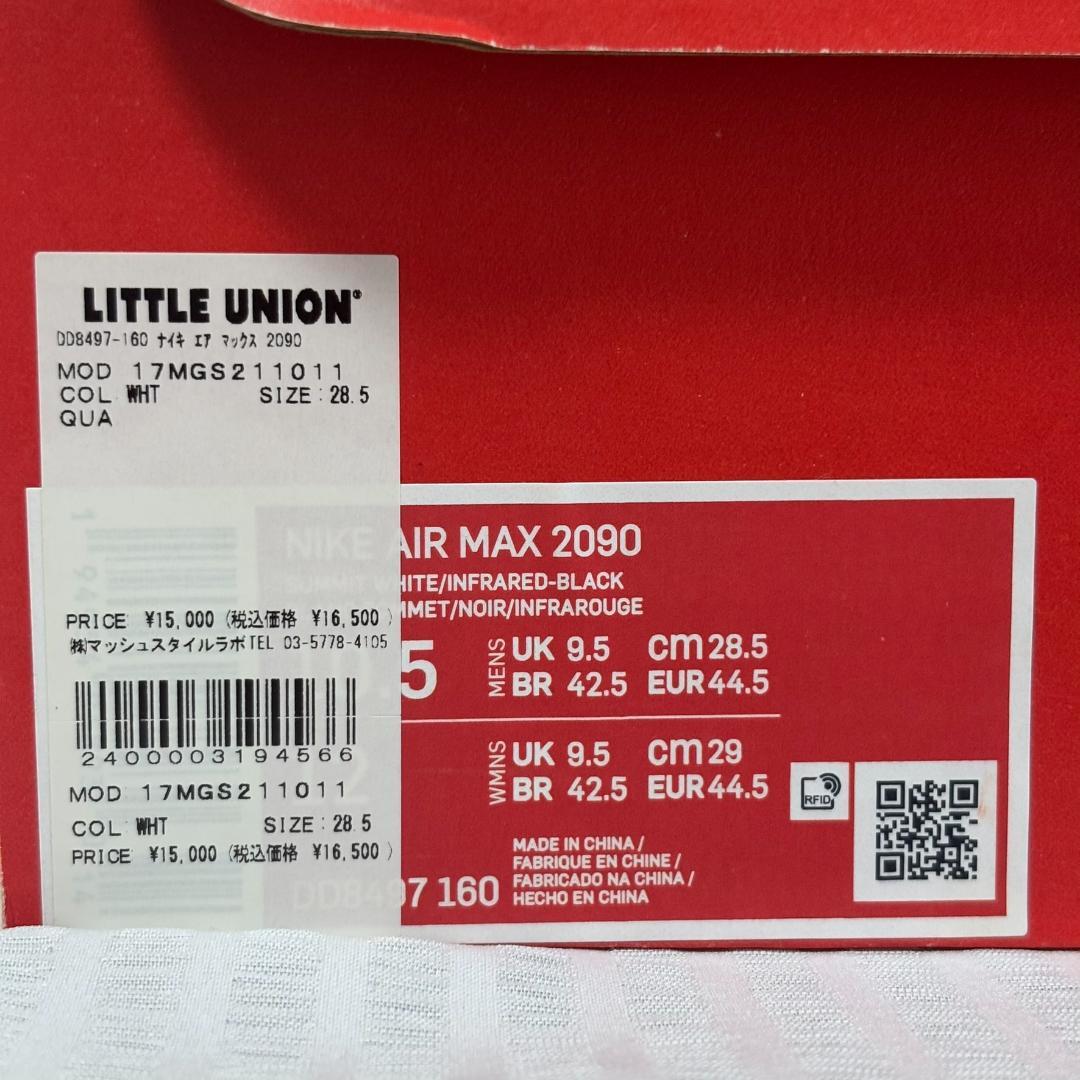 LITTLE UNION®
DD8497-160 ナイキ エア マックス 2090
MOD 17MGS211011
COL WHT SIZE : 28.5
QUA
PRICE ¥15,000 (税込価格 ¥16,500 )
㈱マッシュスタイルラボ TEL 03-5778-4105
2400003194566
MOD 17MGS211011
COL WHT SIZE : 28.5
PRICE ¥15,000 (税込価格 ¥16,500 )
NIKE AIR MAX 2090
SUMMIT WHITE/INFRARED-BLACK
MMET/NOIR/INFRAROUGE
10.5 MENS UK 9.5 cm 28.5
BR 42.5 EUR 44.5
12 WMNS UK 9.5 cm 29
BR 42.5 EUR 44.5
RFID
MADE IN CHINA /
FABRIQUE EN CHINE /
FABRICADO NA CHINA /
HECHO EN CHINA
DD8497 160